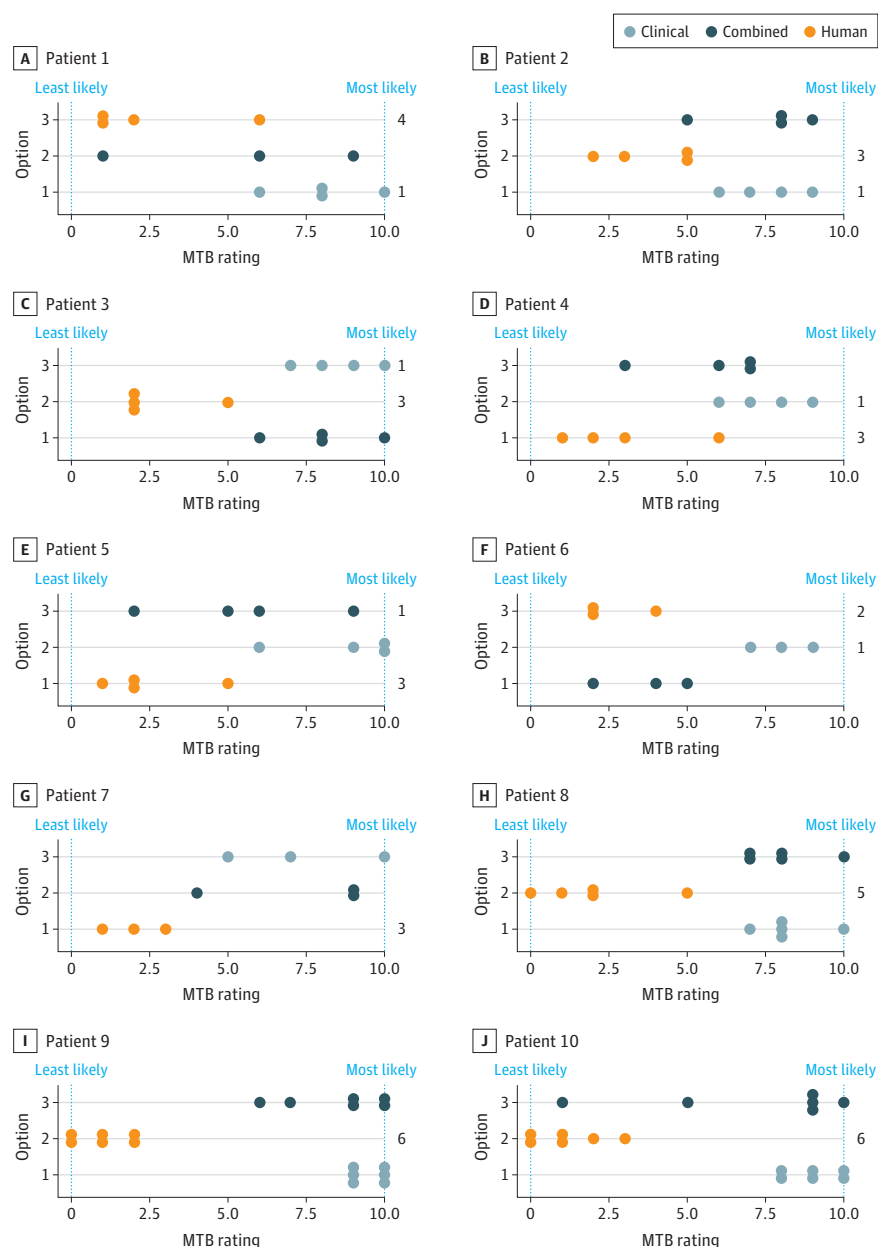 Clinical Combined Human
A Patient 1
B Patient 2
Least likely Most likely
Least likely Most likely
Option
3 4
2
1 1
0 2.5 5.0 7.5 10.0
MTB rating
Option
3
2 3
1 1
0 2.5 5.0 7.5 10.0
MTB rating
C Patient 3
D Patient 4
Least likely Most likely
Least likely Most likely
Option
3 1
2 3
1
0 2.5 5.0 7.5 10.0
MTB rating
Option
3
2 1
1 3
0 2.5 5.0 7.5 10.0
MTB rating
E Patient 5
F Patient 6
Least likely Most likely
Least likely Most likely
Option
3 1
2
1 3
0 2.5 5.0 7.5 10.0
MTB rating
Option
3 2
2 1
1
0 2.5 5.0 7.5 10.0
MTB rating
G Patient 7
H Patient 8
Least likely Most likely
Least likely Most likely
Option
3
2
1 3
0 2.5 5.0 7.5 10.0
MTB rating
Option
3
2 5
1
0 2.5 5.0 7.5 10.0
MTB rating
I Patient 9
J Patient 10
Least likely Most likely
Least likely Most likely
Option
3
2 6
1
0 2.5 5.0 7.5 10.0
MTB rating
Option
3
2 6
1
0 2.5 5.0 7.5 10.0
MTB rating